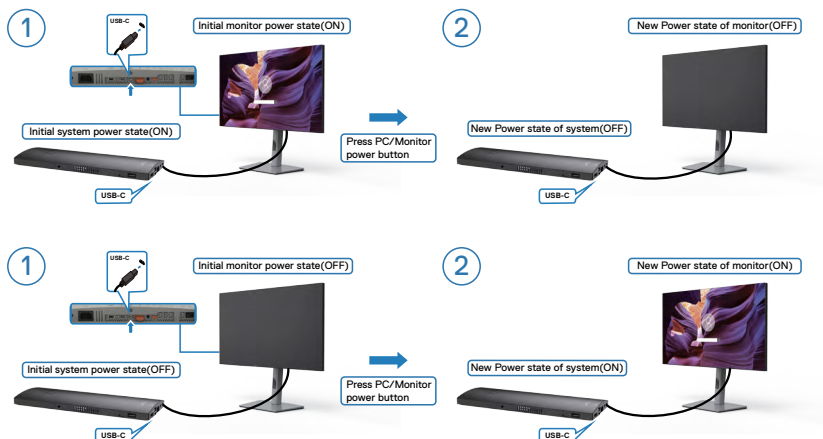 1
USB-C
Initial monitor power state(ON)
Initial system power state(ON)
USB-C
Press PC/Monitor
power button
2
New Power state of monitor(OFF)
New Power state of system(OFF)
USB-C
1
USB-C
Initial monitor power state(OFF)
Initial system power state(OFF)
USB-C
Press PC/Monitor
power button
2
New Power state of monitor(ON)
New Power state of system(ON)
USB-C